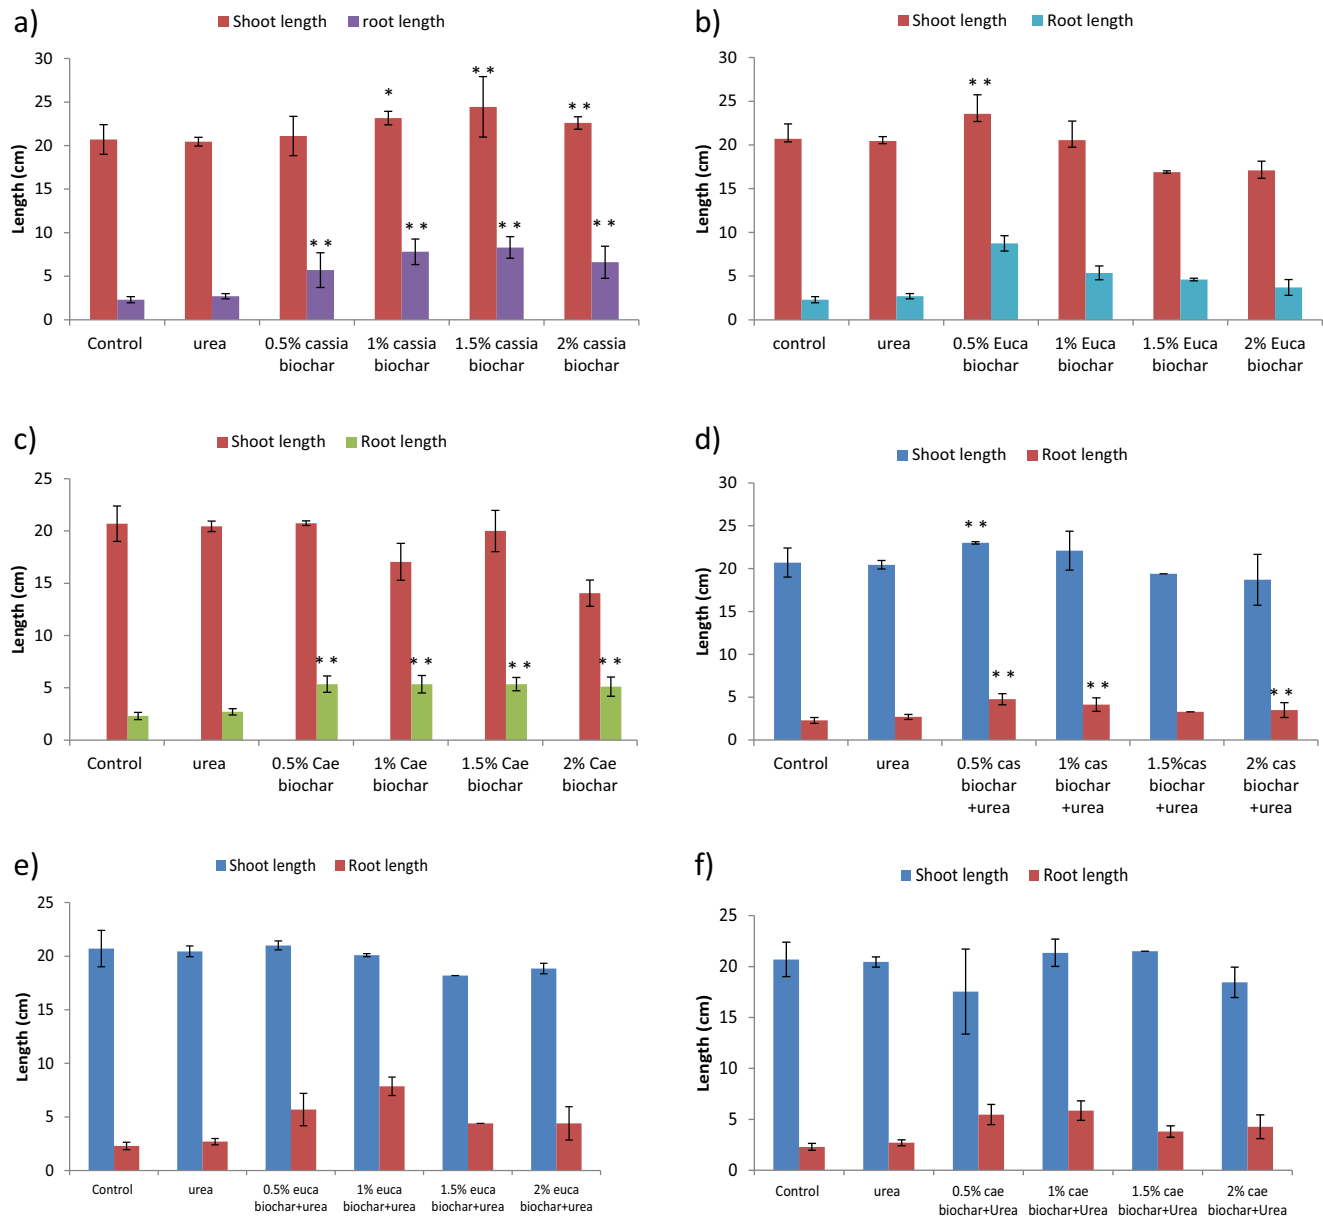 a)
Shoot length root length
Length (cm)
30
25
20
15
10
5
0
* *
*
* *
* *
* *
* *
* *
Control urea 0.5% cassia 1% cassia 1.5% cassia 2% cassia
biochar biochar biochar biochar
b)
Shoot length Root length
Length (cm)
30
25
20
15
10
5
0
* *
control urea 0.5% Euca 1% Euca 1.5% Euca 2% Euca
biochar biochar biochar biochar
c)
Shoot length Root length
Length (cm)
25
20
15
10
5
0
* * * * * * * *
Control urea 0.5% Cae 1% Cae 1.5% Cae 2% Cae
biochar biochar biochar biochar
d)
Shoot length Root length
Length (cm)
30
25
20
15
10
5
0
* *
* * * * * *
Control urea 0.5% cas 1% cas 1.5%cas 2% cas
biochar biochar biochar biochar
+urea +urea +urea +urea
e)
Shoot length Root length
Length (cm)
25
20
15
10
5
0
Control urea 0.5% euca 1% euca 1.5% euca 2% euca
biochar+urea biochar+urea biochar+urea biochar+urea
f)
Shoot length Root length
Length (cm)
25
20
15
10
5
0
Control urea 0.5% cae 1% cae 1.5% cae 2% cae
biochar+Urea biochar+Urea biochar+Urea biochar+Urea